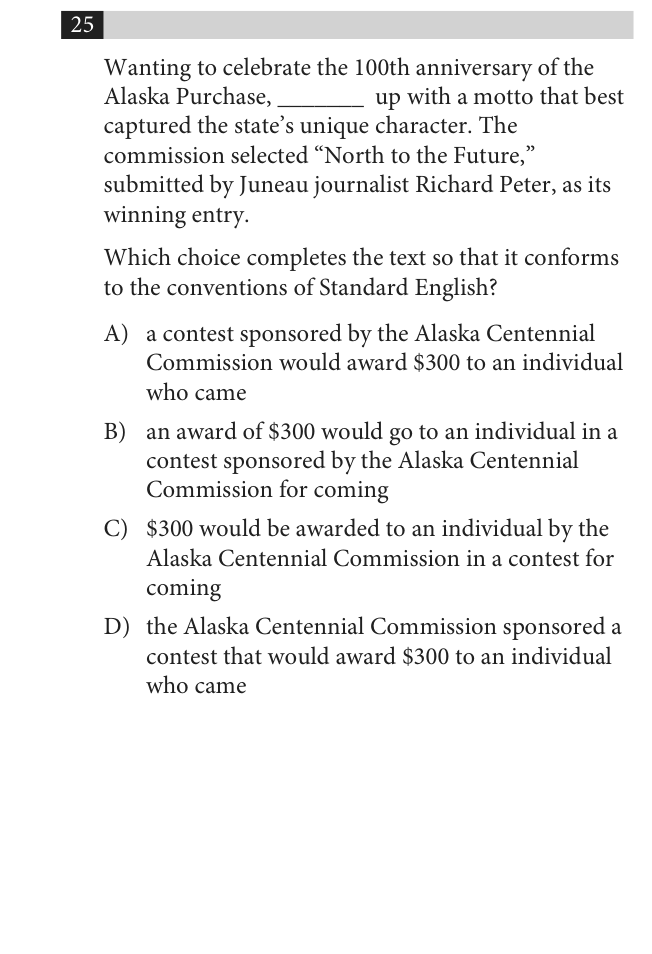 25
Wanting to celebrate the 100th anniversary of the
Alaska Purchase, _______ up with a motto that best
captured the state’s unique character. The
commission selected “North to the Future,”
submitted by Juneau journalist Richard Peter, as its
winning entry.
Which choice completes the text so that it conforms
to the conventions of Standard English?
A) a contest sponsored by the Alaska Centennial
Commission would award $300 to an individual
who came
B) an award of $300 would go to an individual in a
contest sponsored by the Alaska Centennial
Commission for coming
C) $300 would be awarded to an individual by the
Alaska Centennial Commission in a contest for
coming
D) the Alaska Centennial Commission sponsored a
contest that would award $300 to an individual
who came